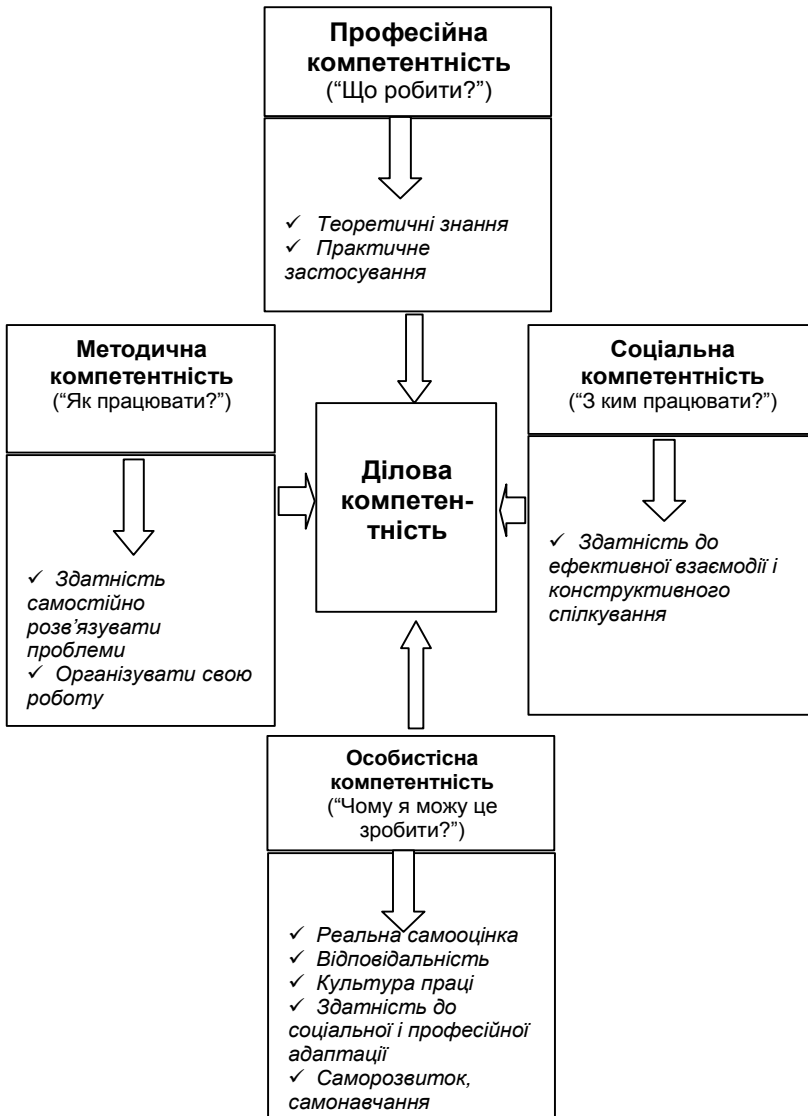 Професійна
компетентність
(“Що робити?”)
✓ Теоретичні знання
✓ Практичне
застосування
Методична
компетентність
(“Як працювати?”)
✓ Здатність
самостійно
розв’язувати
проблеми
✓ Організувати свою
роботу
Ділова
компетен-
тність
Соціальна
компетентність
(“З ким працювати?”)
✓ Здатність до
ефективної взаємодії і
конструктивного
спілкування
Особистісна
компетентність
(“Чому я можу це
зробити?”)
✓ Реальна самооцінка
✓ Відповідальність
✓ Культура праці
✓ Здатність до
соціальної і професійної
адаптації
✓ Саморозвиток,
самонавчання